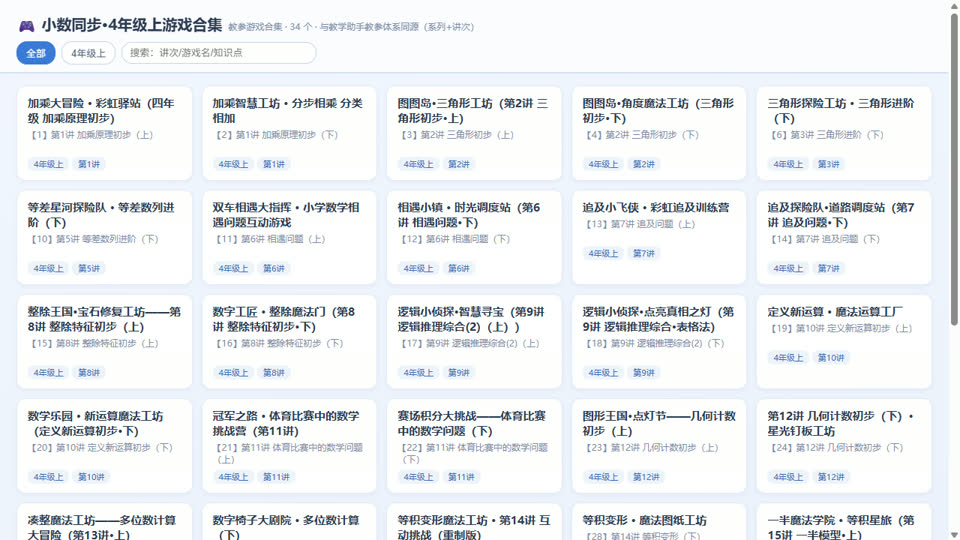 小数同步·4年级上游戏合集 教参游戏合集 · 34 个 · 与教学助手教参体系同源（系列+讲次）
全部 4年级上 搜索：讲次/游戏名/知识点
加乘大冒险 · 彩虹驿站（四年
级 加乘原理初步）
【1】第1讲 加乘原理初步（上）
4年级上 第1讲
加乘智慧工坊 · 分步相乘 分类
相加
【2】第1讲 加乘原理初步（下）
4年级上 第1讲
图图岛·三角形工坊（第2讲 三
角形初步·上）
【3】第2讲 三角形初步（上）
4年级上 第2讲
图图岛·角度魔法工坊（三角形
初步·下）
【4】第2讲 三角形初步（下）
4年级上 第2讲
三角形探险工坊 · 三角形进阶
（下）
【6】第3讲 三角形进阶（下）
4年级上 第3讲
等差星河探险队 · 等差数列进
阶（下）
【10】第5讲 等差数列进阶（下）
4年级上 第5讲
双车相遇大指挥 · 小学数学相
遇问题互动游戏
【11】第6讲 相遇问题（上）
4年级上 第6讲
相遇小镇 · 时光调度站（第6
讲 相遇问题·下）
【12】第6讲 相遇问题（下）
4年级上 第6讲
追及小飞侠 · 彩虹追及训练营
【13】第7讲 追及问题（上）
4年级上 第7讲
追及探险队·道路调度站（第7
讲 追及问题·下）
【14】第7讲 追及问题（下）
4年级上 第7讲
整除王国·宝石修复工坊——第
8讲 整除特征初步（上）
【15】第8讲 整除特征初步（上）
4年级上 第8讲
数字工匠 · 整除魔法门（第8
讲 整除特征初步·下）
【16】第8讲 整除特征初步（下）
4年级上 第8讲
逻辑小侦探·智慧寻宝（第9讲
逻辑推理综合(2)（上））
【17】第9讲 逻辑推理综合(2)（上）
4年级上 第9讲
逻辑小侦探·点亮真相之灯（第
9讲 逻辑推理综合·表格法）
【18】第9讲 逻辑推理综合(2)（下）
4年级上 第9讲
定义新运算 · 魔法运算工厂
【19】第10讲 定义新运算初步（上）
4年级上 第10讲
数学乐园 · 新运算魔法工坊
（定义新运算初步·下）
【20】第10讲 定义新运算初步（下）
4年级上 第10讲
冠军之路 · 体育比赛中的数学
挑战营（第11讲）
【21】第11讲 体育比赛中的数学问题
（上）
4年级上 第11讲
赛场积分大挑战——体育比赛
中的数学问题（下）
【22】第11讲 体育比赛中的数学问题
（下）
4年级上 第11讲
图形王国·点灯节——几何计数
初步（上）
【23】第12讲 几何计数初步（上）
4年级上 第12讲
第12讲 几何计数初步（下）·
星光钉板工坊
【24】第12讲 几何计数初步（下）
4年级上 第12讲
凑整魔法工坊——多位数计算
大冒险（第13讲·上）
数字椅子大剧院 · 多位数计算
（下）
等积变形魔法工坊 · 第14讲 互
动挑战（重制版）
等积变形 · 魔法图纸工坊
【28】第14讲 等积变形（下）
一半魔法学院 · 等积星旅（第
15讲 一半模型·上）